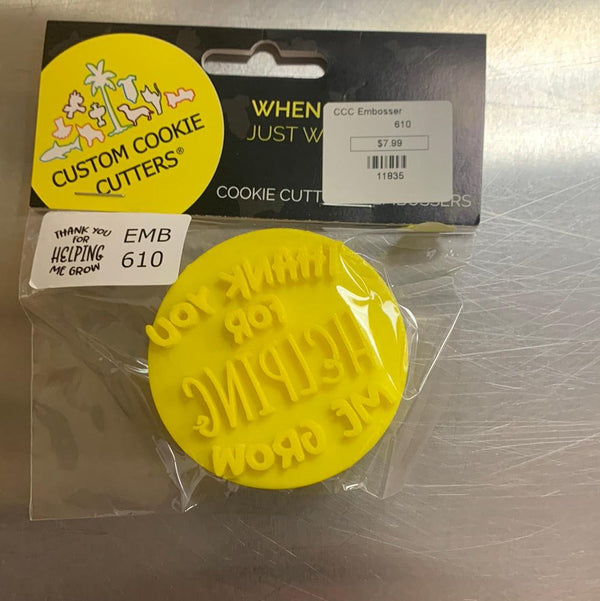 CUSTOM COOKIE
CUTTERS®
WHEN
JUST W
COOKIE CUTT
SERS
CCC Embosser
610
$7.99
11835
THANK YOU
FOR
HELPING
ME GROW
EMB
610
THANK YOU
FOR
HELPING
ME GROW